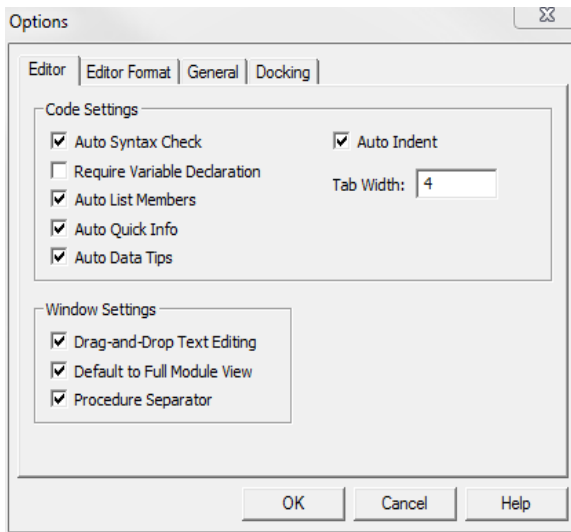 Options
Editor
Editor Format
General
Docking
Code Settings
Auto Syntax Check
Auto Indent
Require Variable Declaration
Tab Width: 4
Auto List Members
Auto Quick Info
Auto Data Tips
Window Settings
Drag-and-Drop Text Editing
Default to Full Module View
Procedure Separator
OK
Cancel
Help